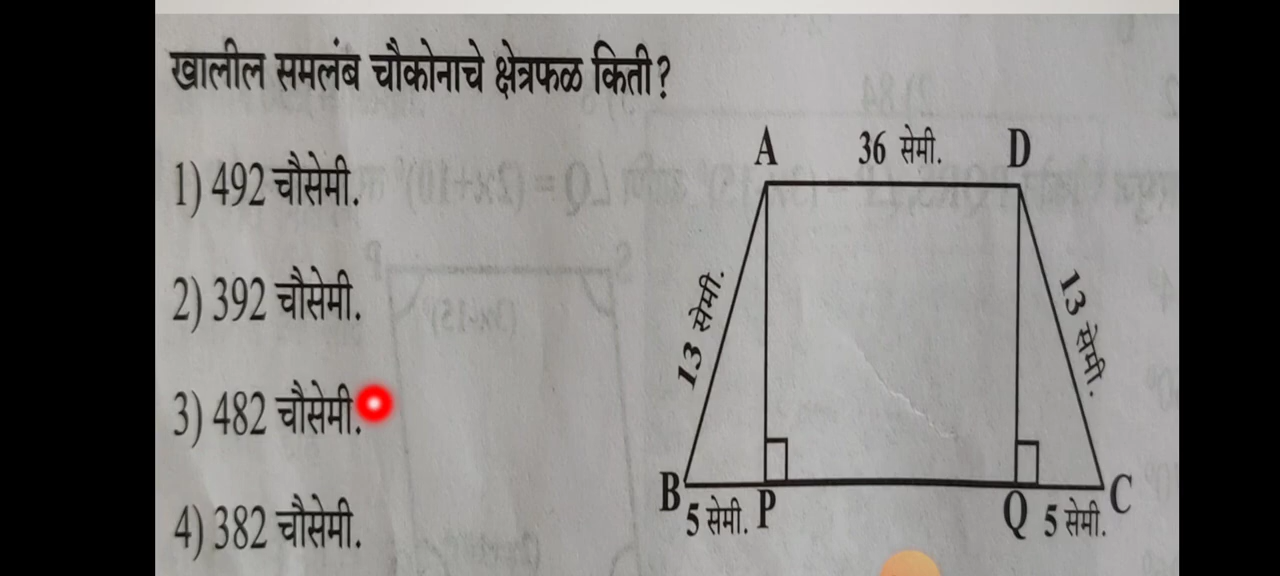 खालील समलंब चौकोनाचे क्षेत्रफळ किती?
1) 492 चौसेमी.
2) 392 चौसेमी.
3) 482 चौसेमी.
4) 382 चौसेमी.
A 36 सेमी. D
13 सेमी.
13 सेमी.
B 5 सेमी. P Q 5 सेमी. C